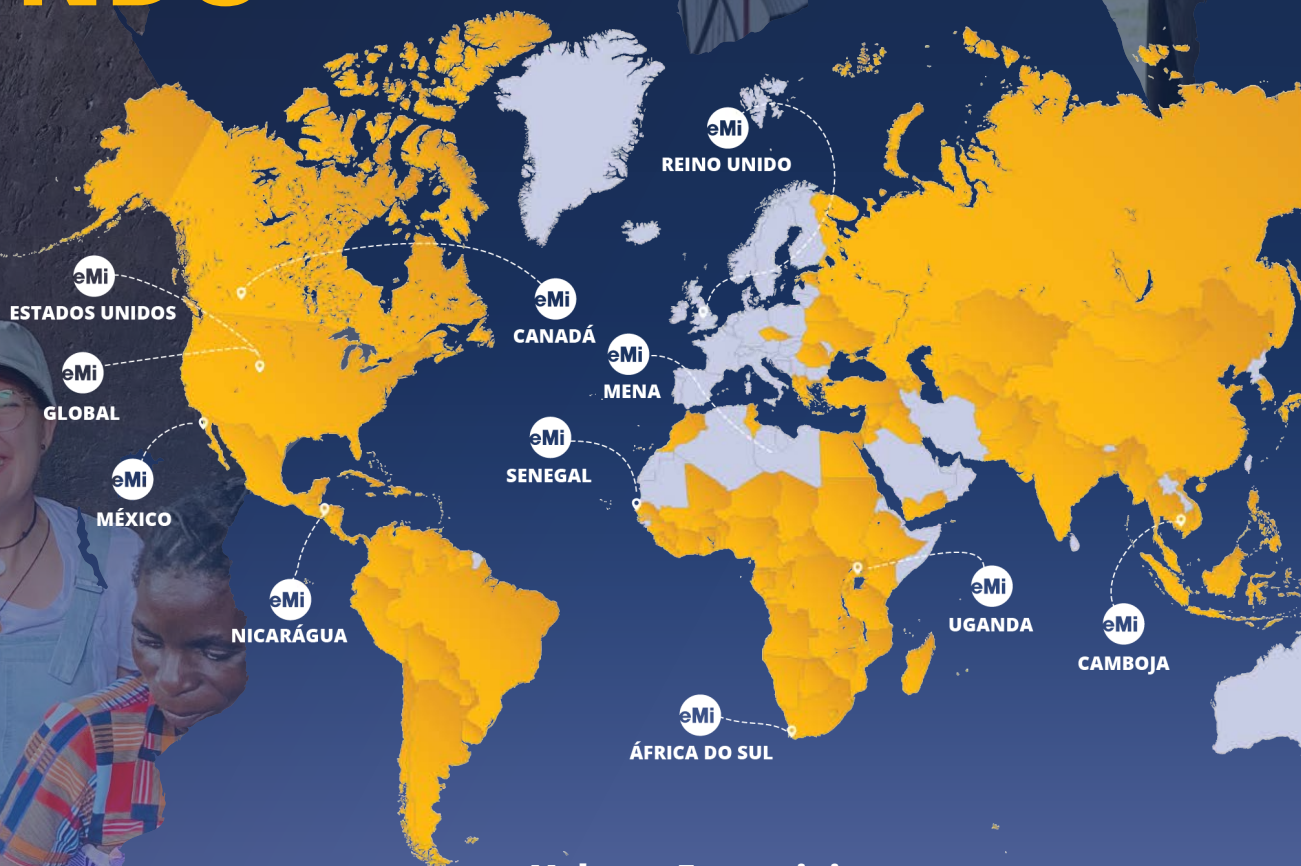 eMi
REINO UNIDO
eMi
ESTADOS UNIDOS
eMi
CANADÁ
eMi
MENA
eMi
GLOBAL
eMi
SENEGAL
eMi
MÉXICO
eMi
NICARÁGUA
eMi
UGANDA
eMi
CAMBOJA
eMi
ÁFRICA DO SUL